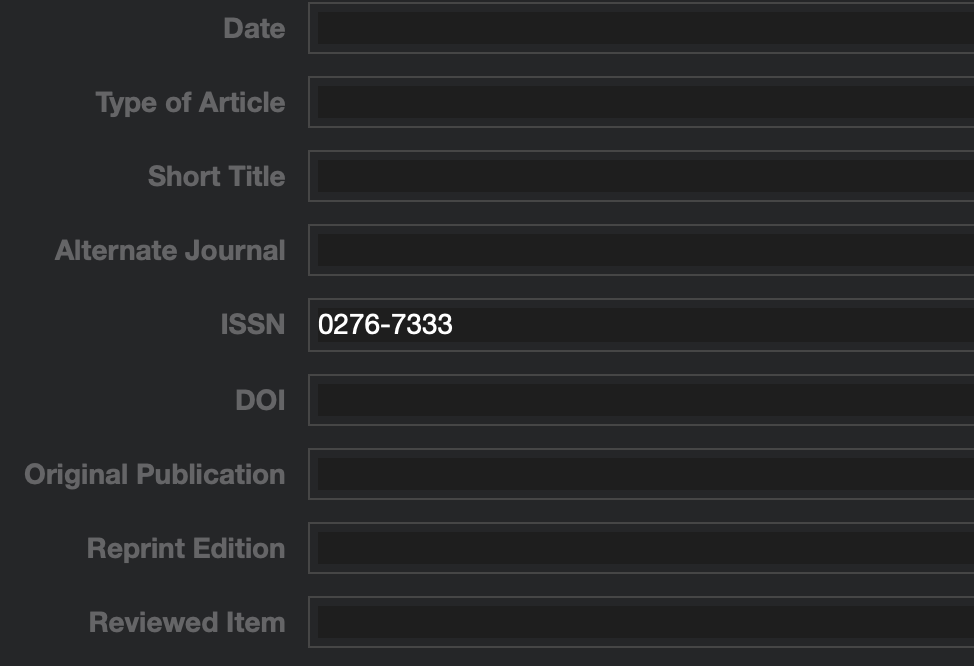 Date
Type of Article
Short Title
Alternate Journal
ISSN 0276-7333
DOI
Original Publication
Reprint Edition
Reviewed Item